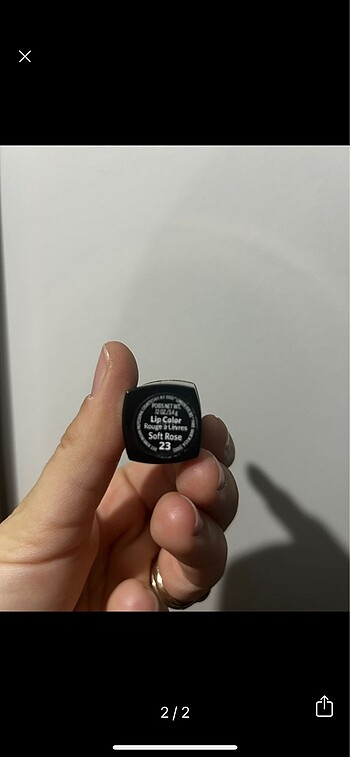 POIDS NET WT.
.12 OZ./3.4 g
Lip Color
Rouge à Lèvres
Soft Rose
23
2/2